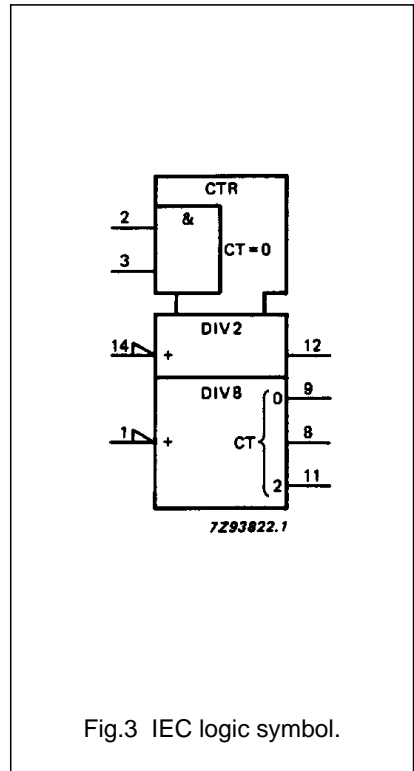 CTR
&
2
CT = 0
3
DIV2
14
+
12
DIV8
0
9
1
+
CT
8
2
11
7Z93822.1
Fig.3 IEC logic symbol.